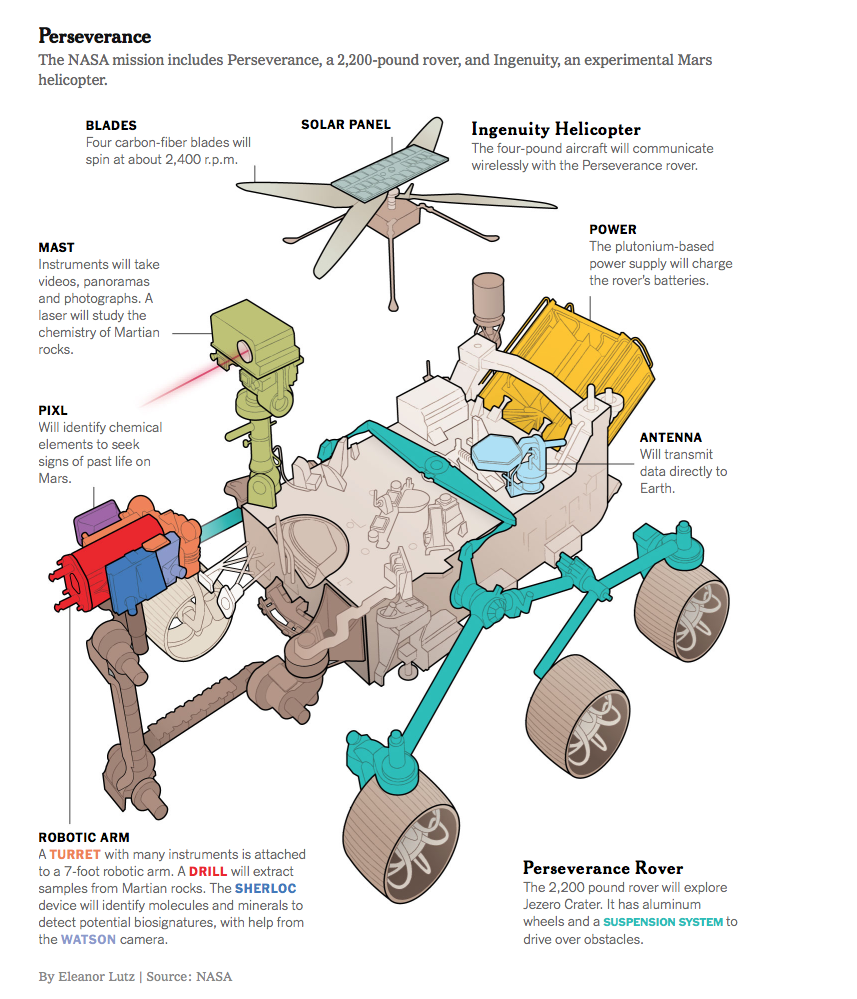 Perseverance
The NASA mission includes Perseverance, a 2,200-pound rover, and Ingenuity, an experimental Mars
helicopter.
BLADES
Four carbon-fiber blades will
spin at about 2,400 r.p.m.
SOLAR PANEL
Ingenuity Helicopter
The four-pound aircraft will communicate
wirelessly with the Perseverance rover.
MAST
Instruments will take
videos, panoramas
and photographs. A
laser will study the
chemistry of Martian
rocks.
POWER
The plutonium-based
power supply will charge
the rover's batteries.
PIXL
Will identify chemical
elements to seek
signs of past life on
Mars.
ANTENNA
Will transmit
data directly to
Earth.
ROBOTIC ARM
A TURRET with many instruments is attached
to a 7-foot robotic arm. A DRILL will extract
samples from Martian rocks. The SHERLOC
device will identify molecules and minerals to
detect potential biosignatures, with help from
the WATSON camera.
Perseverance Rover
The 2,200 pound rover will explore
Jezero Crater. It has aluminum
wheels and a SUSPENSION SYSTEM to
drive over obstacles.
By Eleanor Lutz | Source: NASA